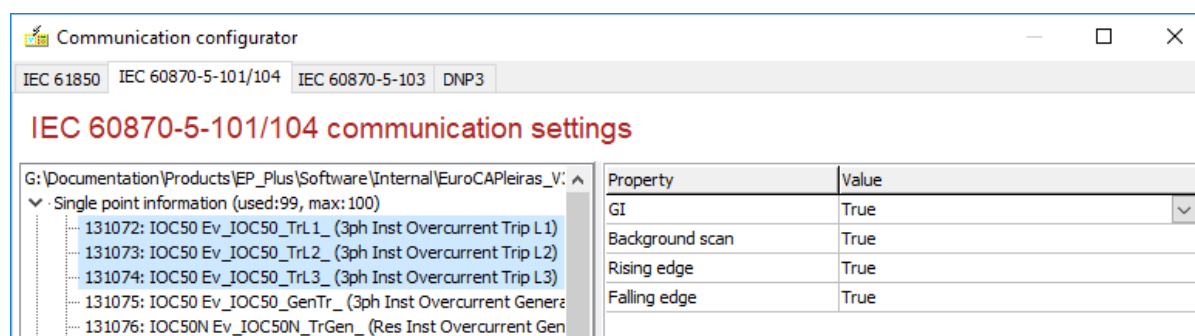 Communication configurator
IEC 61850 IEC 60870-5-101/104 IEC 60870-5-103 DNP3
IEC 60870-5-101/104 communication settings
G:\Documentation\Products\EP_Plus\Software\Internal\EuroCAPleiras_V
Single point information (used:99, max:100)
131072: IOC50 Ev_IOC50_TrL1_ (3ph Inst Overcurrent Trip L1)
131073: IOC50 Ev_IOC50_TrL2_ (3ph Inst Overcurrent Trip L2)
131074: IOC50 Ev_IOC50_TrL3_ (3ph Inst Overcurrent Trip L3)
131075: IOC50 Ev_IOC50_GenTr_ (3ph Inst Overcurrent Genera
131076: IOC50N Ev_IOC50N_TrGen_ (Res Inst Overcurrent Gen
Property Value
GI True
Background scan True
Rising edge True
Falling edge True